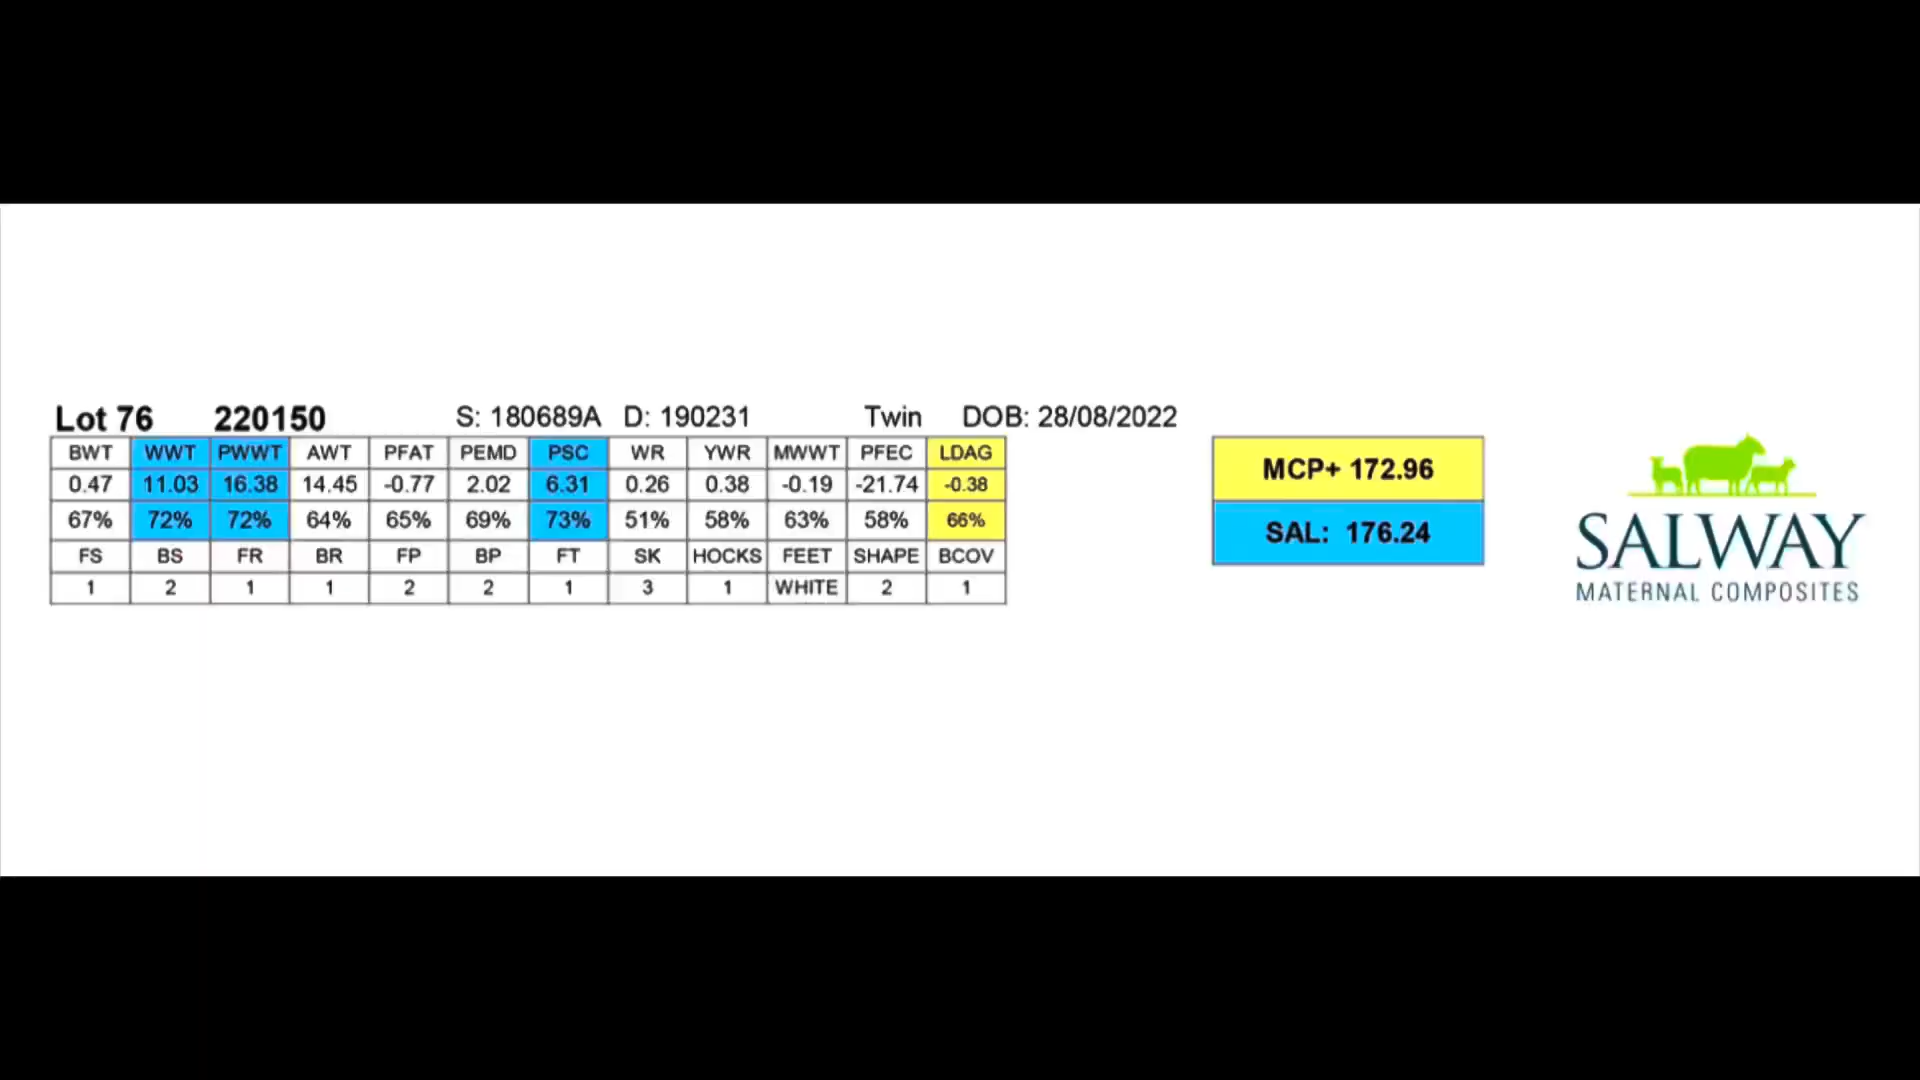 Lot 76 220150 S: 180689A D: 190231 Twin DOB: 28/08/2022
BWT WWT PWWT AWT PFAT PEMD PSC WR YWR MWWT PFEC LDAG
0.47 11.03 16.38 14.45 -0.77 2.02 6.31 0.26 0.38 -0.19 -21.74 -0.38
67% 72% 72% 64% 65% 69% 73% 51% 58% 63% 58% 66%
FS BS FR BR FP BP FT SK HOCKS FEET SHAPE BCOV
1 2 1 1 2 2 1 3 1 WHITE 2 1
MCP+ 172.96
SAL: 176.24
SALWAY
MATERNAL COMPOSITES